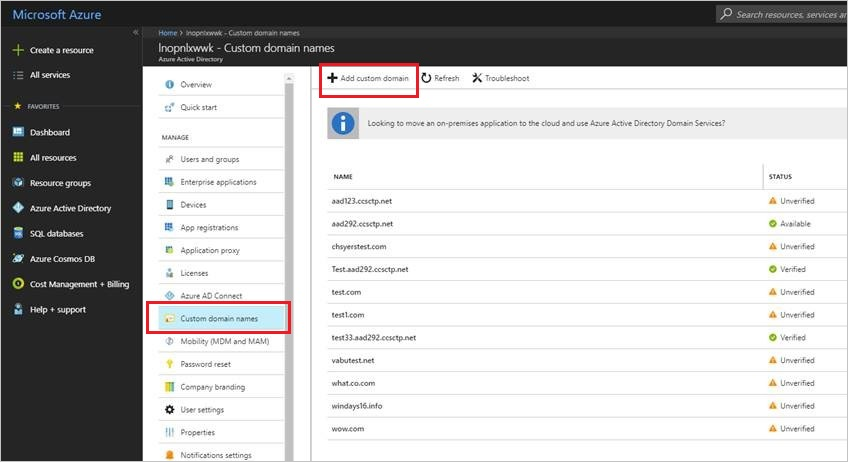 Microsoft Azure
Search resources, services and
Create a resource
All services
FAVORITES
Dashboard
All resources
Resource groups
Azure Active Directory
SQL databases
Azure Cosmos DB
Cost Management + Billing
Help + support
Home > lnopnlxwwk - Custom domain names
lnopnlxwwk - Custom domain names
Azure Active Directory
Overview
Quick start
MANAGE
Users and groups
Enterprise applications
Devices
App registrations
Application proxy
Licenses
Azure AD Connect
Custom domain names
Mobility (MDM and MAM)
Password reset
Company branding
User settings
Properties
Notifications settings
Add custom domain Refresh Troubleshoot
Looking to move an on-premises application to the cloud and use Azure Active Directory Domain Services?
NAME STATUS
aad123.ccsctp.net Unverified
aad292.ccsctp.net Available
chsyerstest.com Unverified
Test.aad292.ccsctp.net Verified
test.com Unverified
test1.com Unverified
test33.aad292.ccsctp.net Verified
vabutest.net Unverified
what.co.com Unverified
windays16.info Unverified
wow.com Unverified